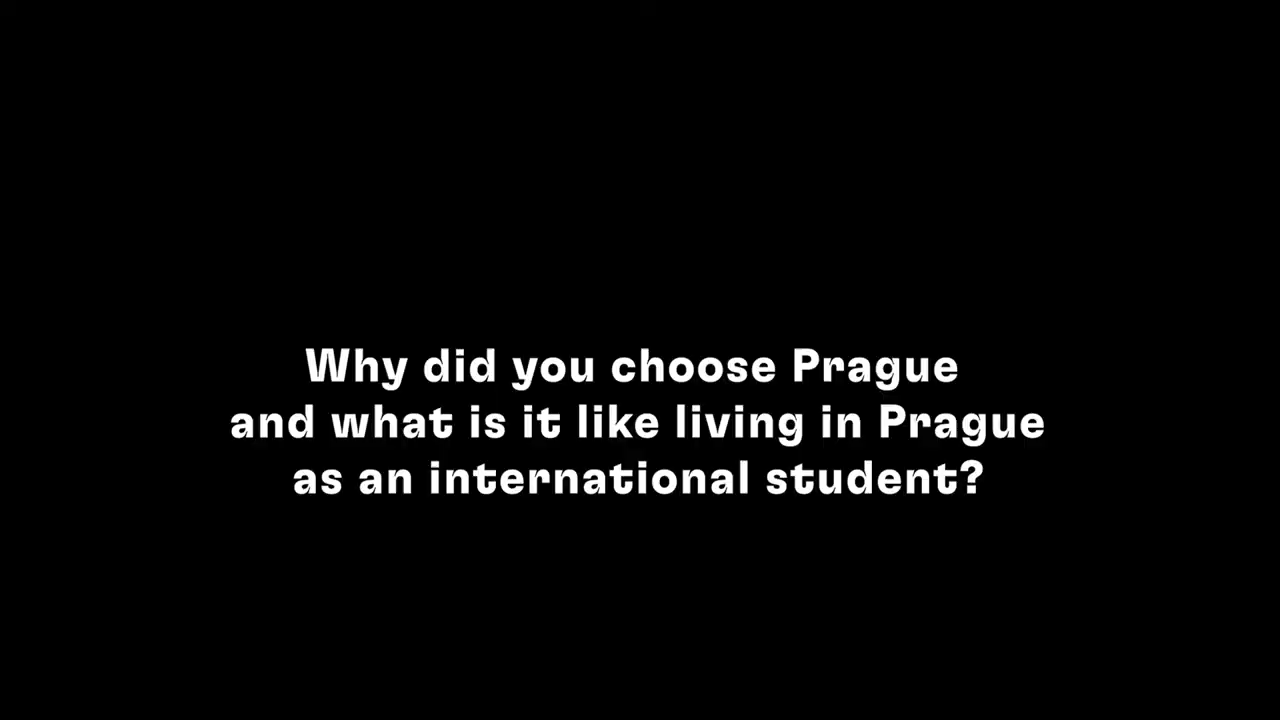 Why did you choose Prague
and what is it like living in Prague
as an international student?